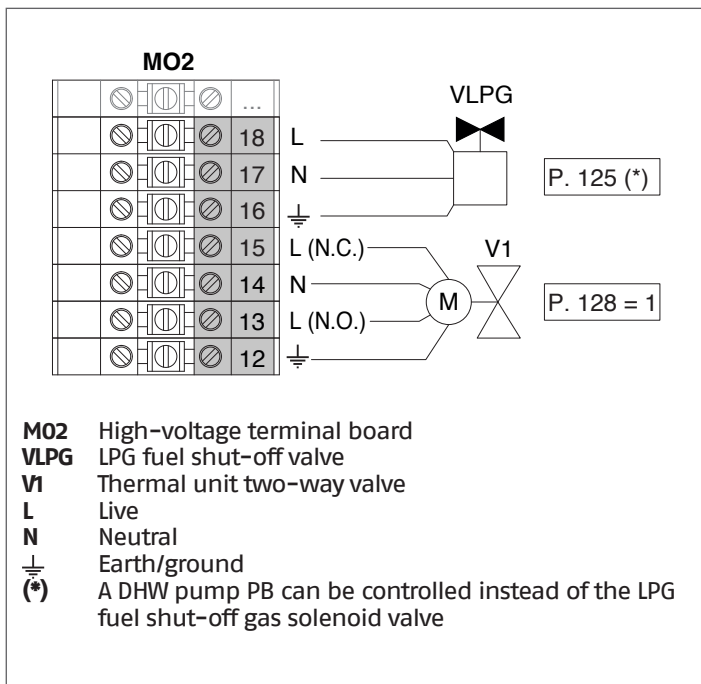 MO2
...
VLPG
18 L
17 N
P. 125 (*)
16
15 L (N.C.)
V1
14 N
M
P. 128 = 1
13 L (N.O.)
12
M02 High-voltage terminal board
VLPG LPG fuel shut-off valve
V1 Thermal unit two-way valve
L Live
N Neutral
⏚ Earth/ground
(*) A DHW pump PB can be controlled instead of the LPG
fuel shut-off gas solenoid valve